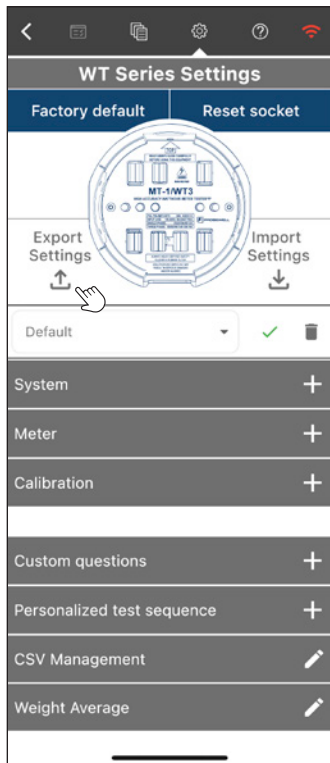 WT Series Settings
Factory default
Reset socket
MT-1/WT3
Export
Settings
Import
Settings
Default
System
Meter
Calibration
Custom questions
Personalized test sequence
CSV Management
Weight Average